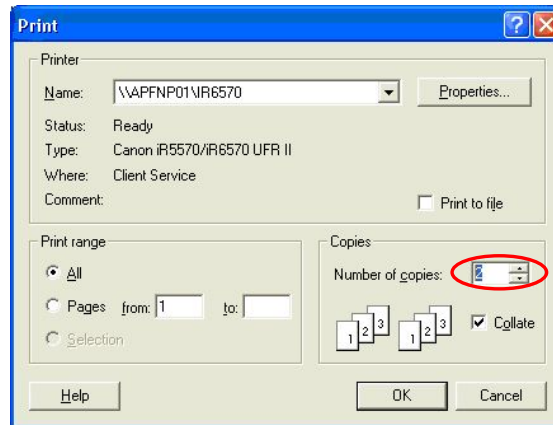 Print
Printer
Name: \\APFNP01\IR6570 Properties...
Status: Ready
Type: Canon iR5570/iR6570 UFR II
Where: Client Service
Comment:
Print to file
Print range
All
Pages from: 1 to:
Selection
Copies
Number of copies: 2
1 2 3 1 2 3
Collate
Help OK Cancel